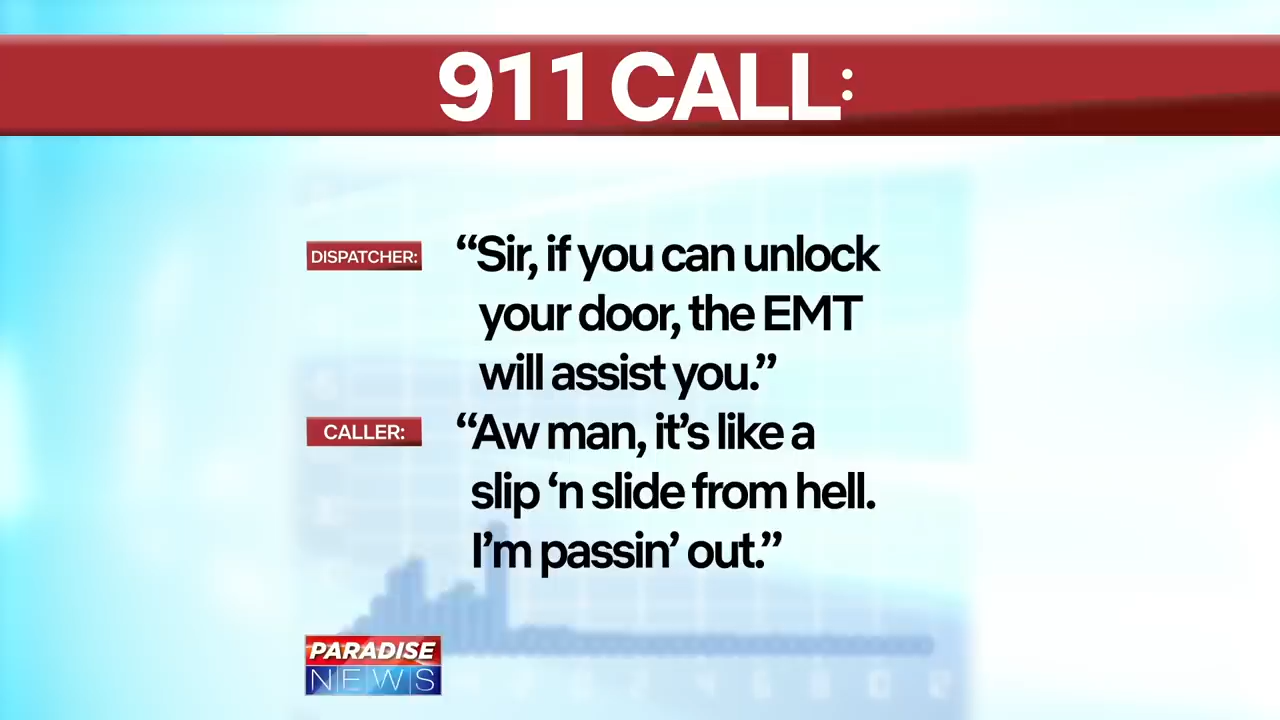 911 CALL:
DISPATCHER: “Sir, if you can unlock
your door, the EMT
will assist you.”
CALLER: “Aw man, it’s like a
slip ‘n slide from hell.
I’m passin’ out.”
PARADISE
NEWS